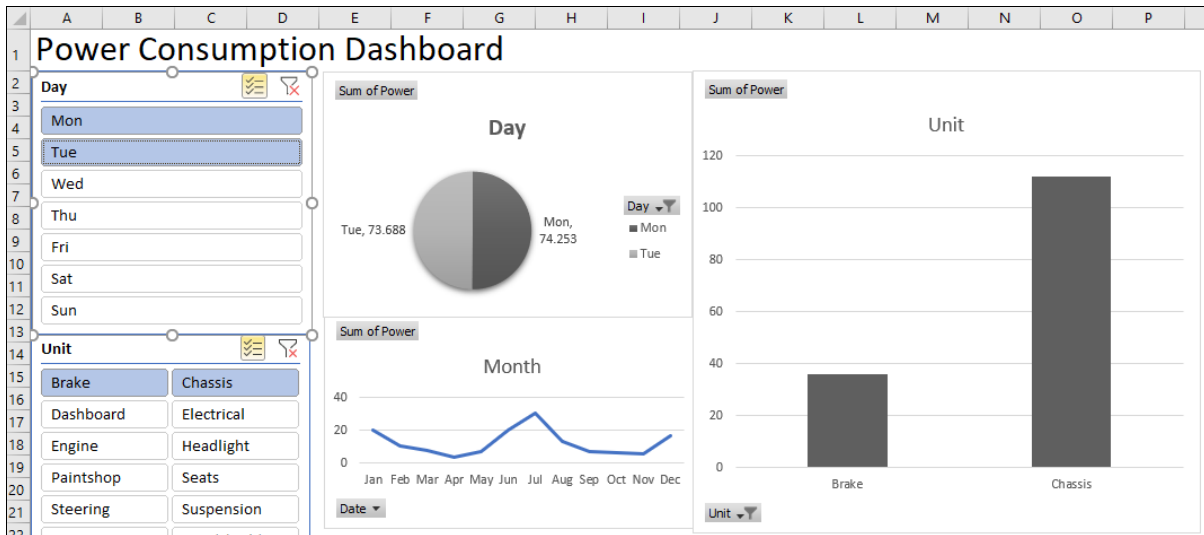 A B C D E F G H I J K L M N O P
1 Power Consumption Dashboard
2
3
4
5
6
7
8
9
10
11
12
13
14
15
16
17
18
19
20
21
Day
Mon
Tue
Wed
Thu
Fri
Sat
Sun
Unit
Brake Chassis
Dashboard Electrical
Engine Headlight
Paintshop Seats
Steering Suspension
Sum of Power
Day
Tue, 73.688
Mon,
74.253
Day
Mon
Tue
Sum of Power
Month
40
20
0
Jan Feb Mar Apr May Jun Jul Aug Sep Oct Nov Dec
Date
Sum of Power
Unit
120
100
80
60
40
20
0
Brake Chassis
Unit